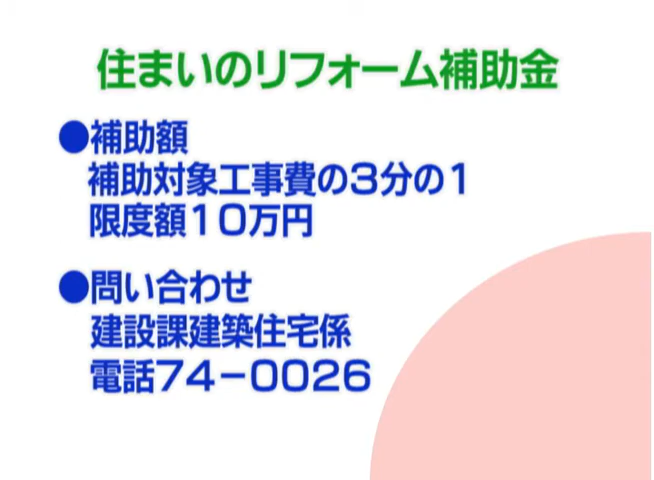 住まいのリフォーム補助金
●補助額
補助対象工事費の３分の１
限度額１０万円
●問い合わせ
建設課建築住宅係
電話７４－００２６